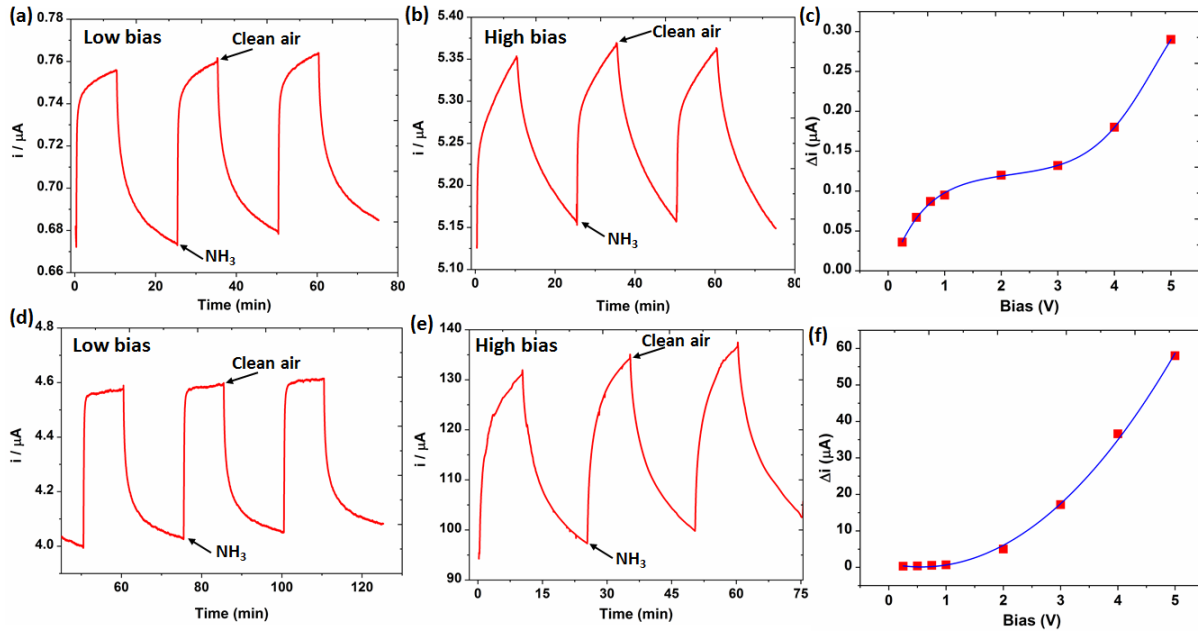 (a)
Low bias
Clean air
NH3
i / µA
0.78
0.76
0.74
0.72
0.70
0.68
0.66
0
20
40
60
80
Time (min)
(b)
High bias
Clean air
NH3
i / µA
5.40
5.35
5.30
5.25
5.20
5.15
5.10
0
20
40
60
80
Time (min)
(c)
Δi (µA)
0.30
0.25
0.20
0.15
0.10
0.05
0.00
0
1
2
3
4
5
Bias (V)
(d)
Low bias
Clean air
NH3
i / µA
4.8
4.6
4.4
4.2
4.0
60
80
100
120
Time (min)
(e)
High bias
Clean air
NH3
i / µA
140
130
120
110
100
90
0
15
30
45
60
75
Time (min)
(f)
Δi (µA)
60
50
40
30
20
10
0
0
1
2
3
4
5
Bias (V)